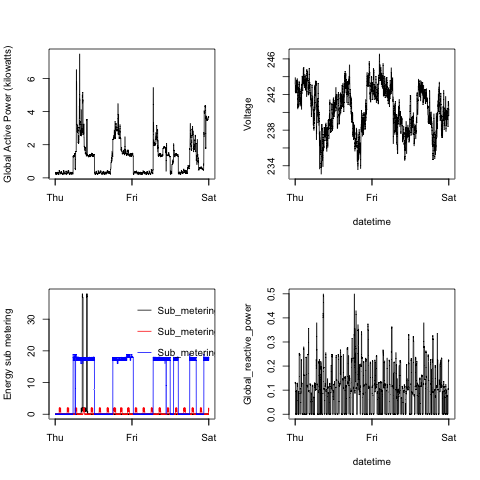 Global Active Power (kilowatts)
0 2 4 6
Thu Fri Sat
Voltage
234 238 242 246
Thu Fri Sat
datetime
Energy sub metering
0 10 20 30
Sub_metering
Sub_metering
Sub_metering
Thu Fri Sat
Global_reactive_power
0.0 0.1 0.2 0.3 0.4 0.5
Thu Fri Sat
datetime